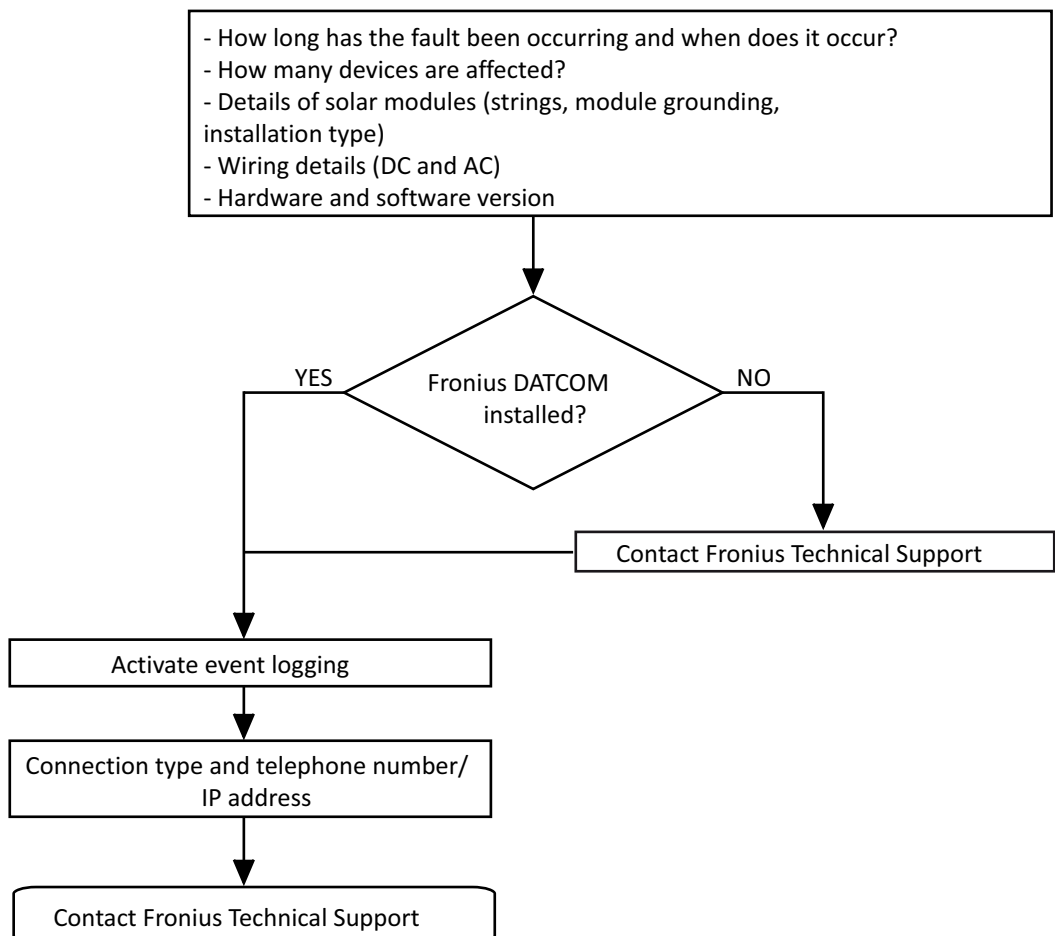 - How long has the fault been occurring and when does it occur?
- How many devices are affected?
- Details of solar modules (strings, module grounding,
installation type)
- Wiring details (DC and AC)
- Hardware and software version
YES
Fronius DATCOM
installed?
NO
Contact Fronius Technical Support
Activate event logging
Connection type and telephone number/
IP address
Contact Fronius Technical Support